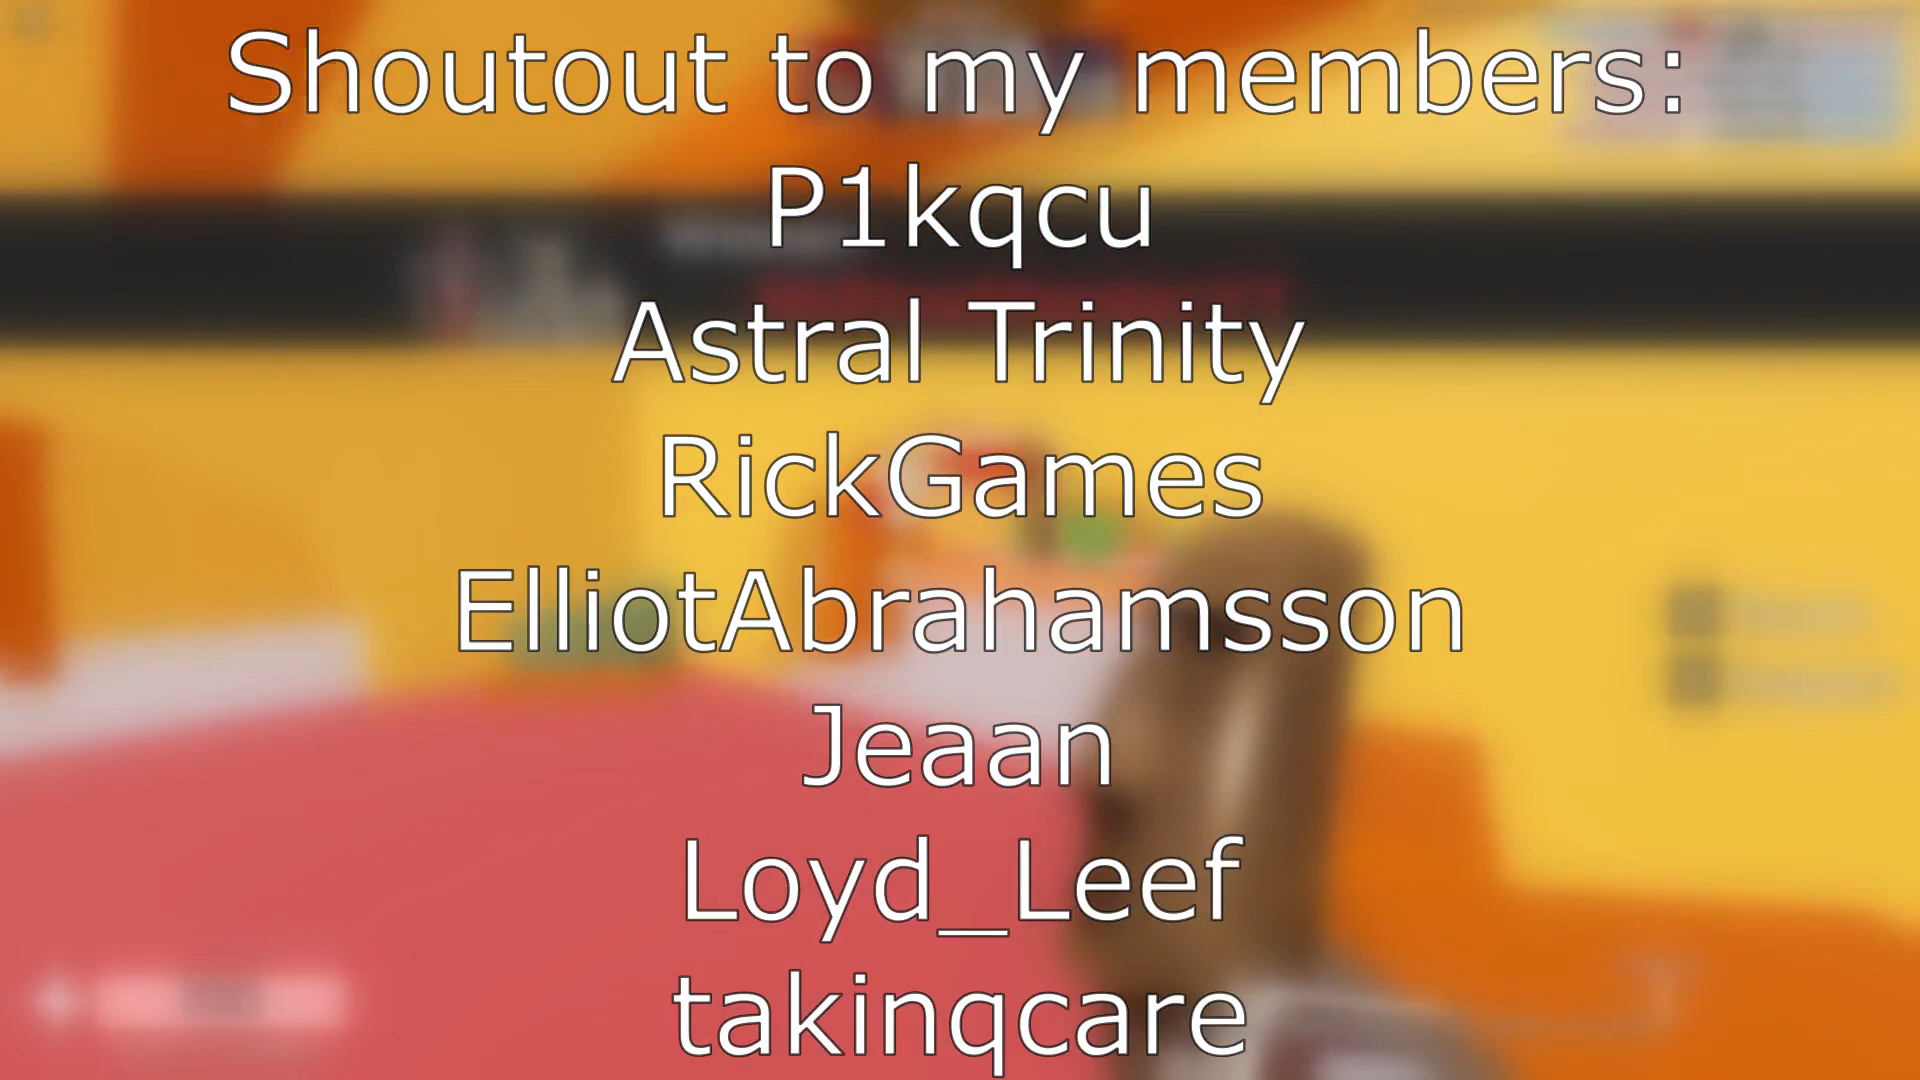 Shoutout to my members:
P1kqcu
Astral Trinity
RickGames
ElliotAbrahamsson
Jeaan
Loyd_Leef
takinqcare